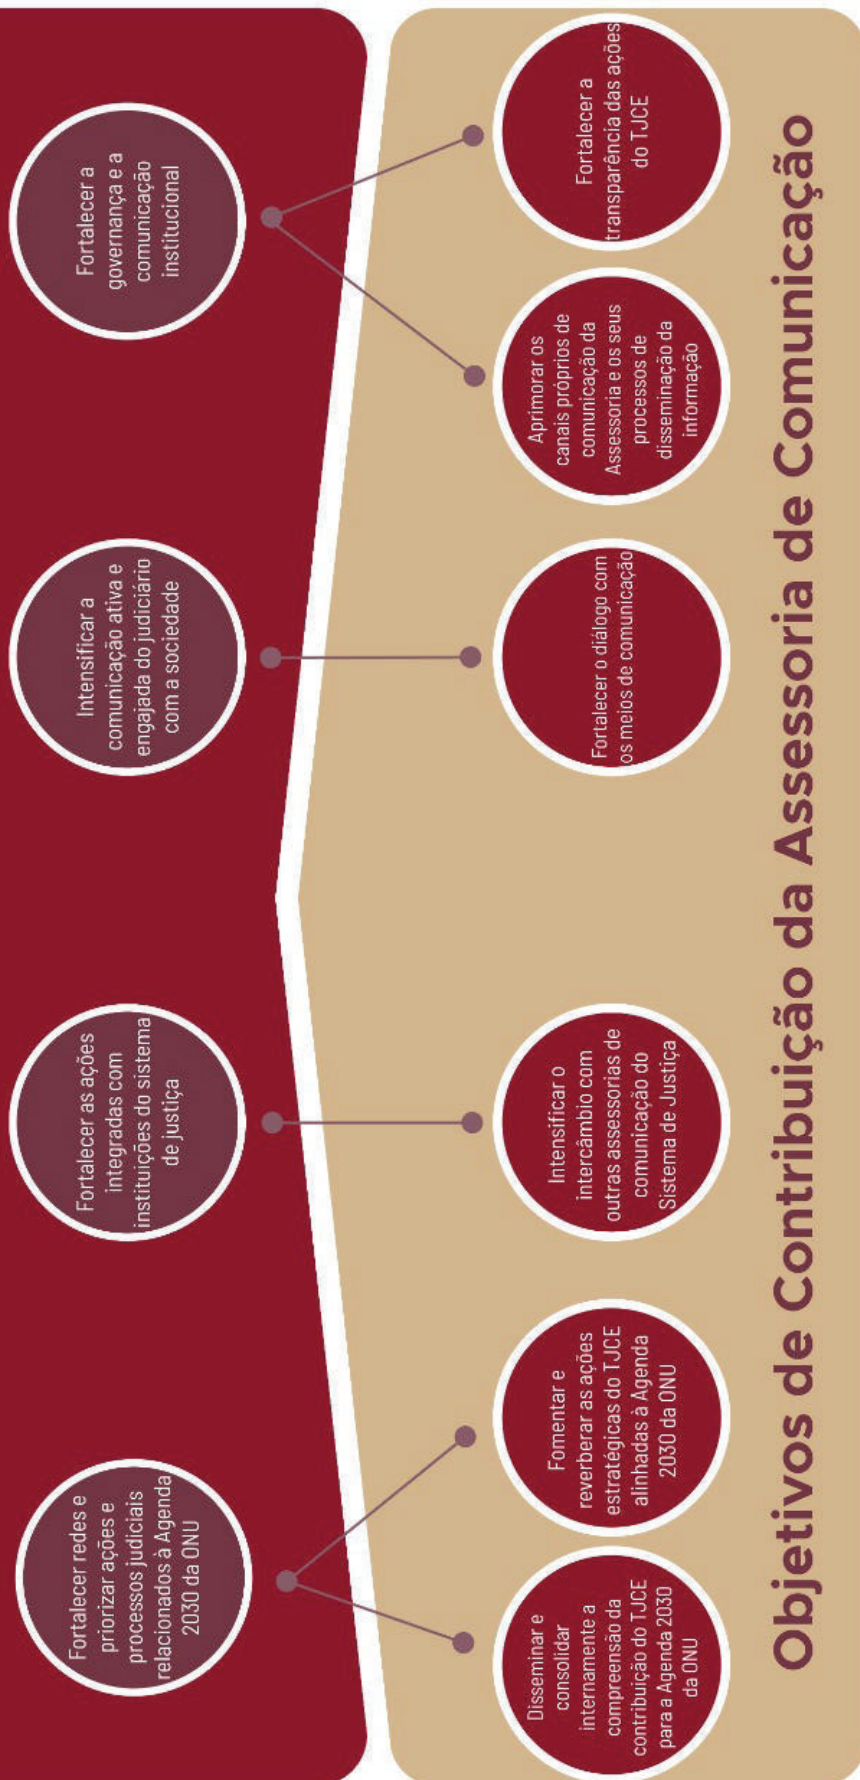 Fortalecer redes e
priorizar ações e
processos judiciais
relacionados à Agenda
2030 da ONU
Fortalecer as ações
integradas com
instituições do sistema
de justiça
Intensificar a
comunicação ativa e
engajada do judiciário
com a sociedade
Fortalecer a
governança e a
comunicação
institucional
Disseminar e
consolidar
internamente a
compreensão da
contribuição do TJCE
para a Agenda 2030
da ONU
Fomentar e
reverberar as ações
estratégicas do TJCE
alinhadas à Agenda
2030 da ONU
Intensificar o
intercâmbio com
outras assessorias de
comunicação do
Sistema de Justiça
Fortalecer o diálogo com
os meios de comunicação
Aprimorar os
canais próprios de
comunicação da
Assessoria e os seus
processos de
disseminação da
informação
Fortalecer a
transparência das ações
do TJCE
Objetivos de Contribuição da Assessoria de Comunicação